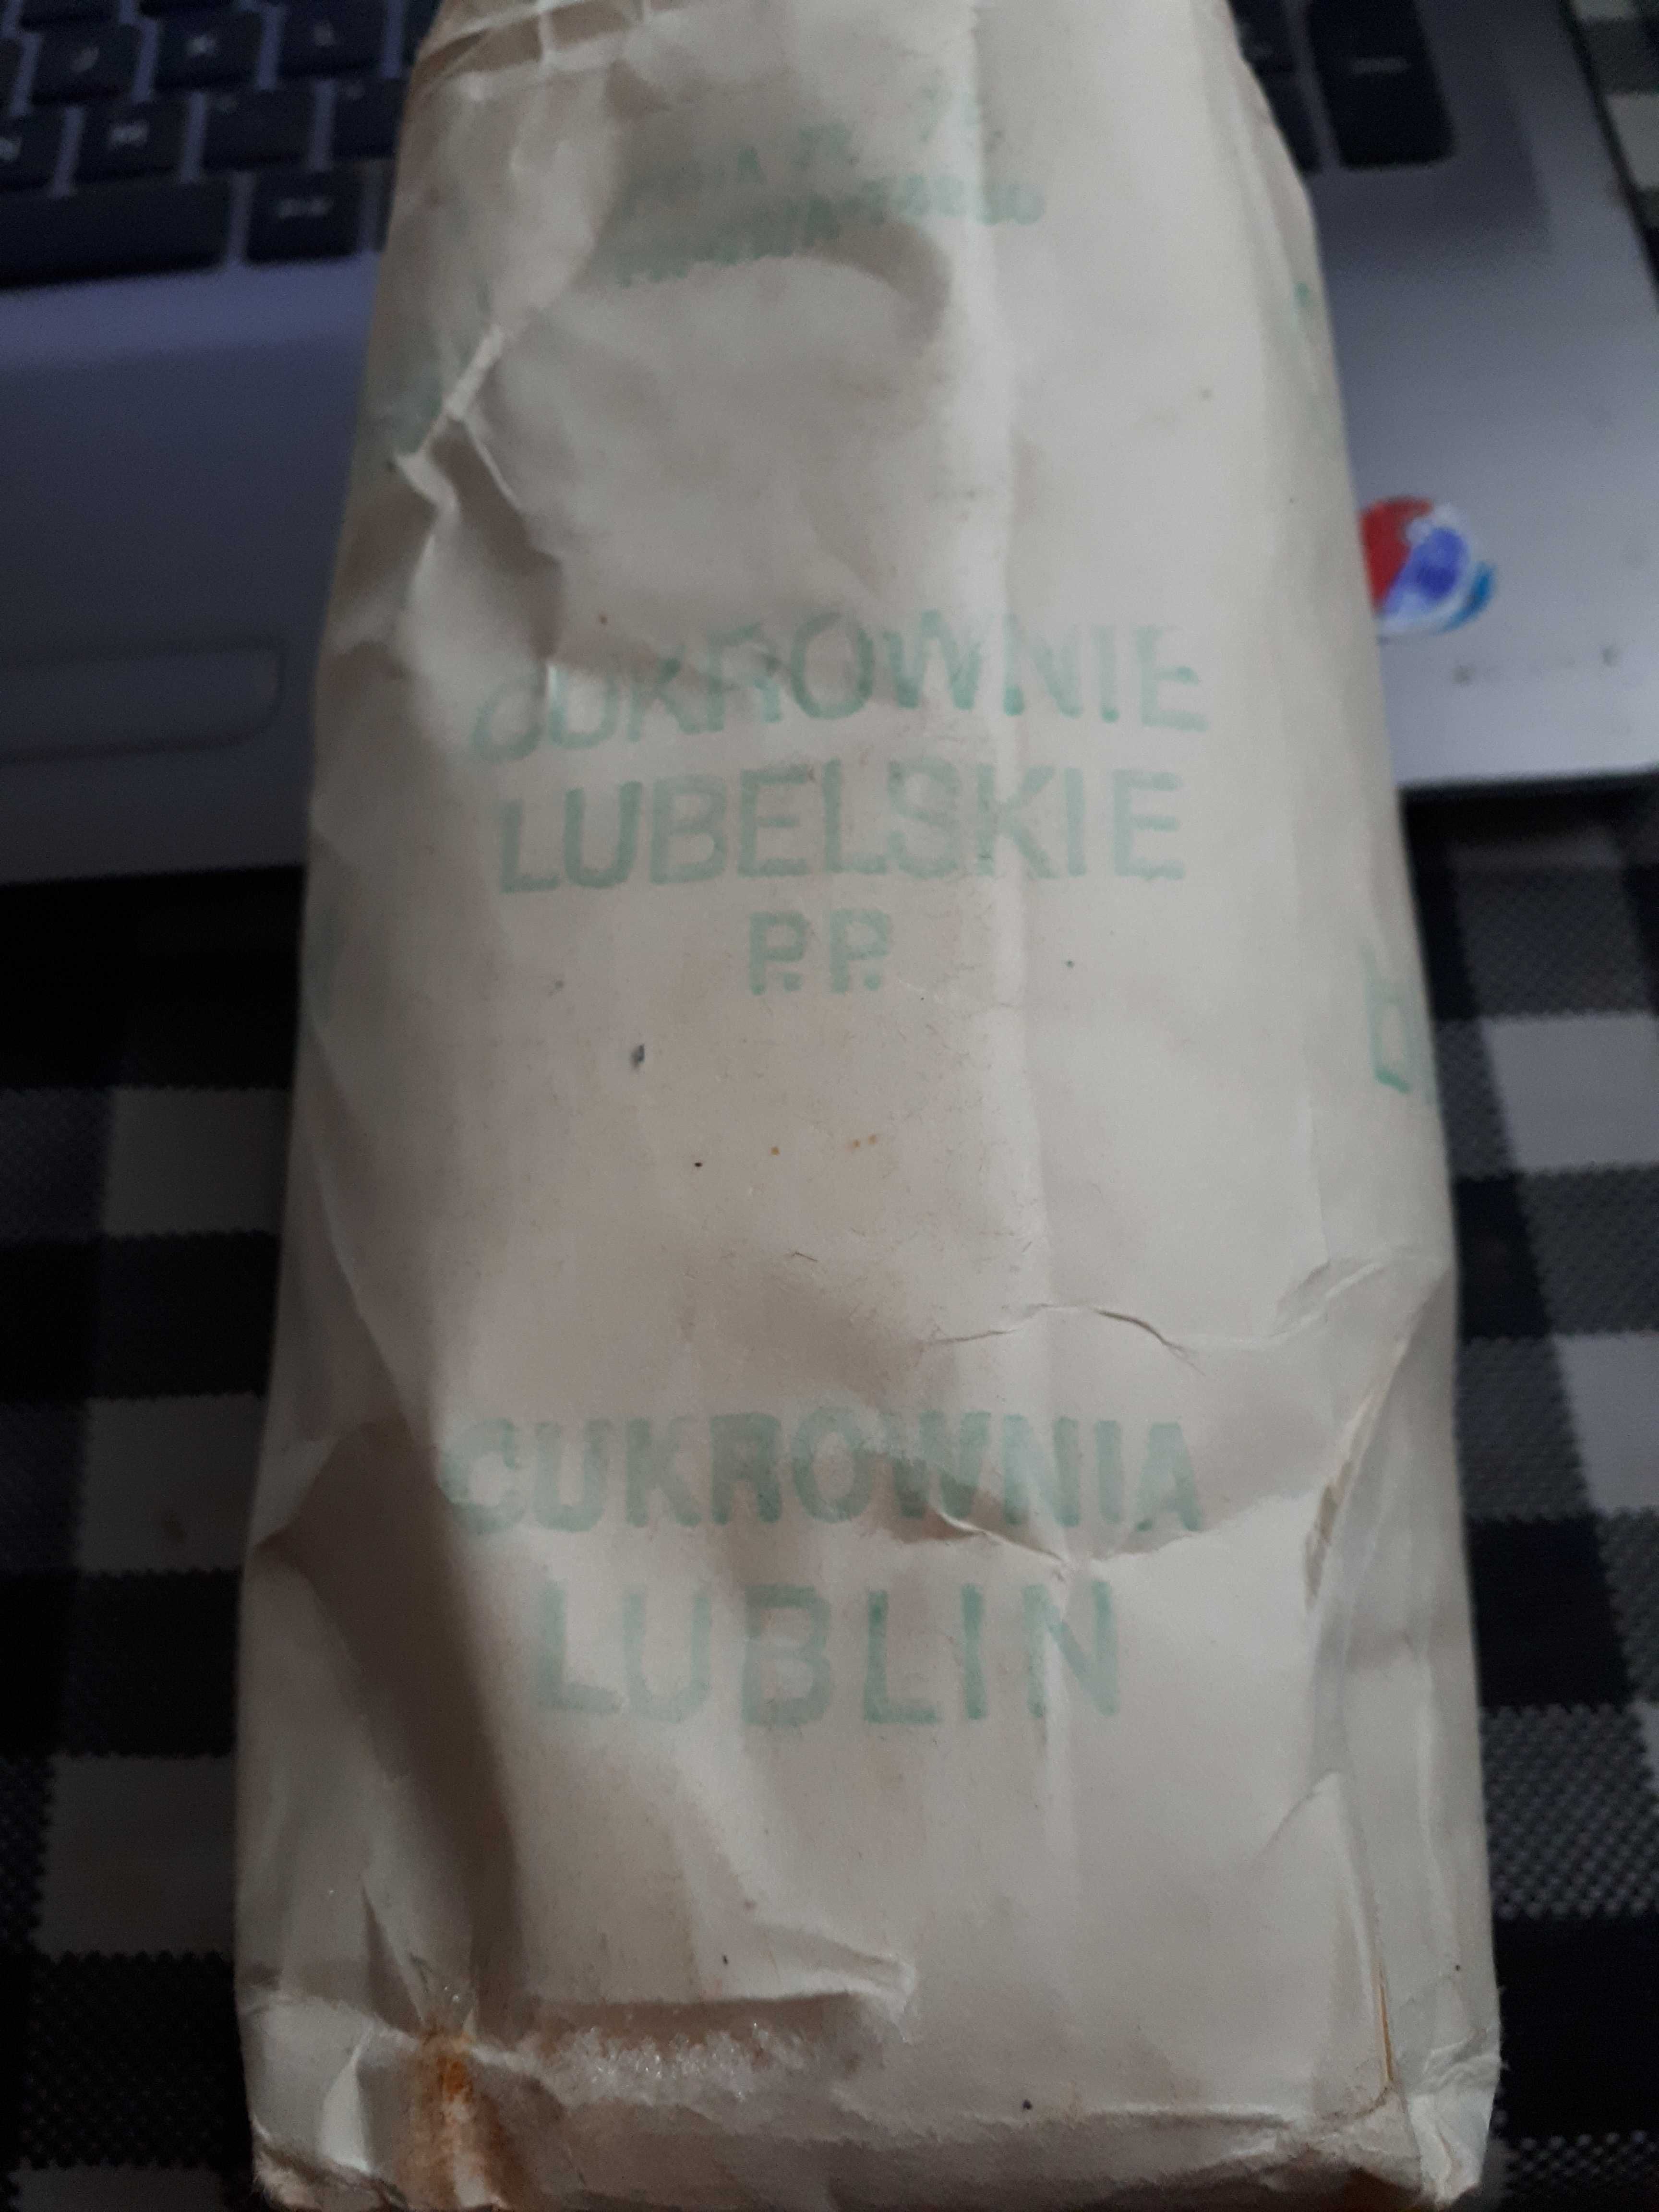 CUKROWNIE
LUBELSKIE
P.P.
CUKROWNIA
LUBLIN